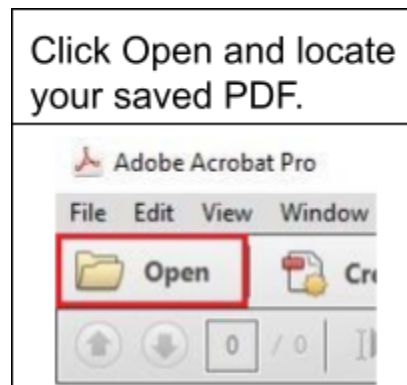 Click Open and locate
your saved PDF.
Adobe Acrobat Pro
File Edit View Window
Open
0 / 0